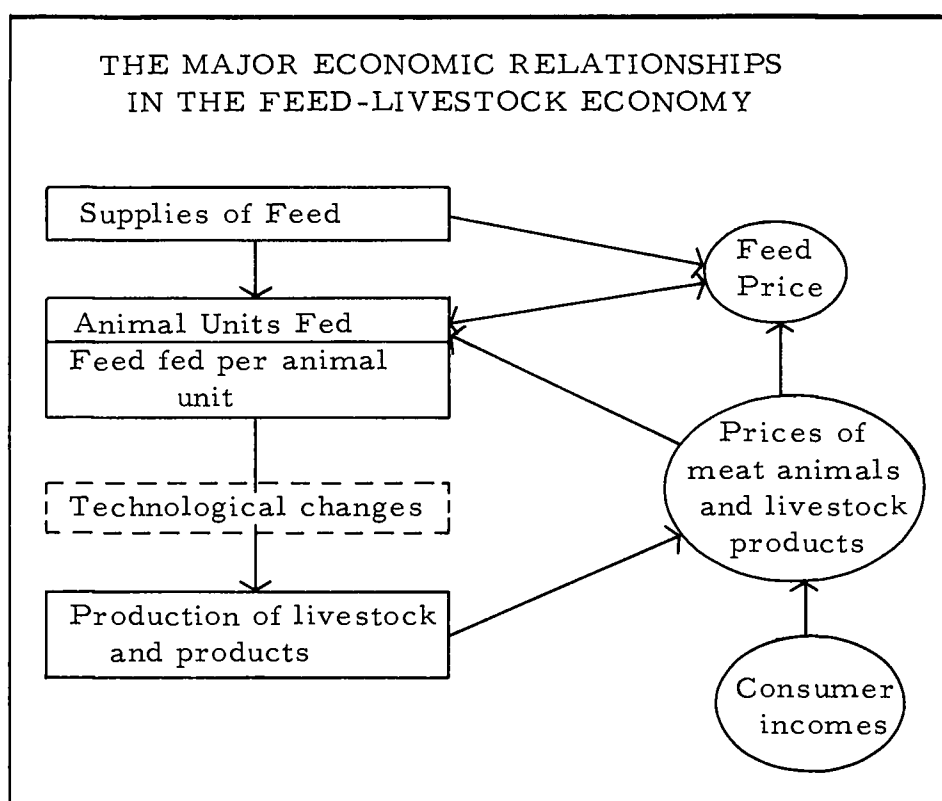 THE MAJOR ECONOMIC RELATIONSHIPS
IN THE FEED-LIVESTOCK ECONOMY
Supplies of Feed
Feed
Price
Animal Units Fed
Feed fed per animal
unit
Prices of
meat animals
and livestock
products
Technological changes
Production of livestock
and products
Consumer
incomes